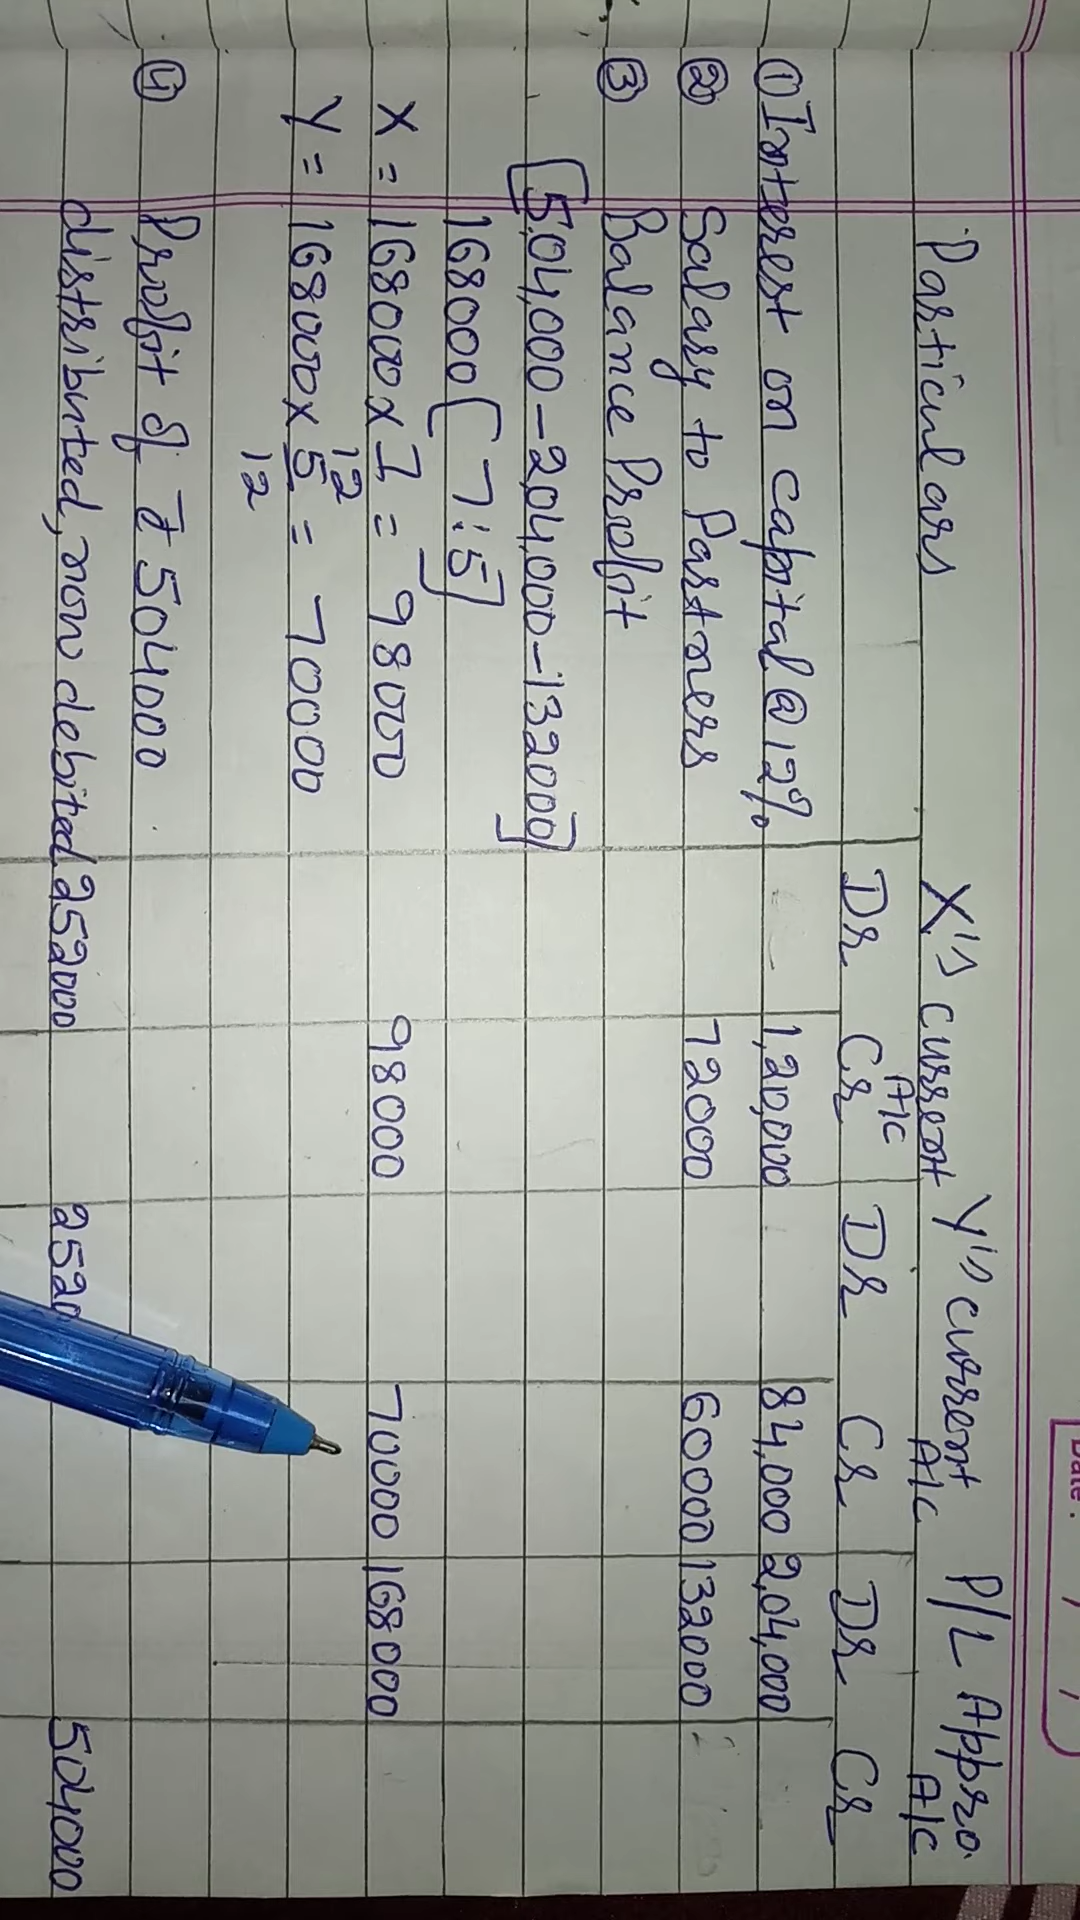 Date: / /
Particulars X's current A/c Y's current A/c P/L Appro. A/c
Dr Cr Dr Cr Dr Cr
① Interest on capital @ 12% 1,20,000 84,000 2,04,000
② Salary to Partners 72000 60000 132000
③ Balance Profit
[5,04,000-2,04,000-132000]
168000 [7:5]
X = 168000 x 7/12 = 98000 98000 70000 168000
Y = 168000 x 5/12 = 70000
④ Profit of ₹ 504000
distributed, now debited 252000 2520 504000